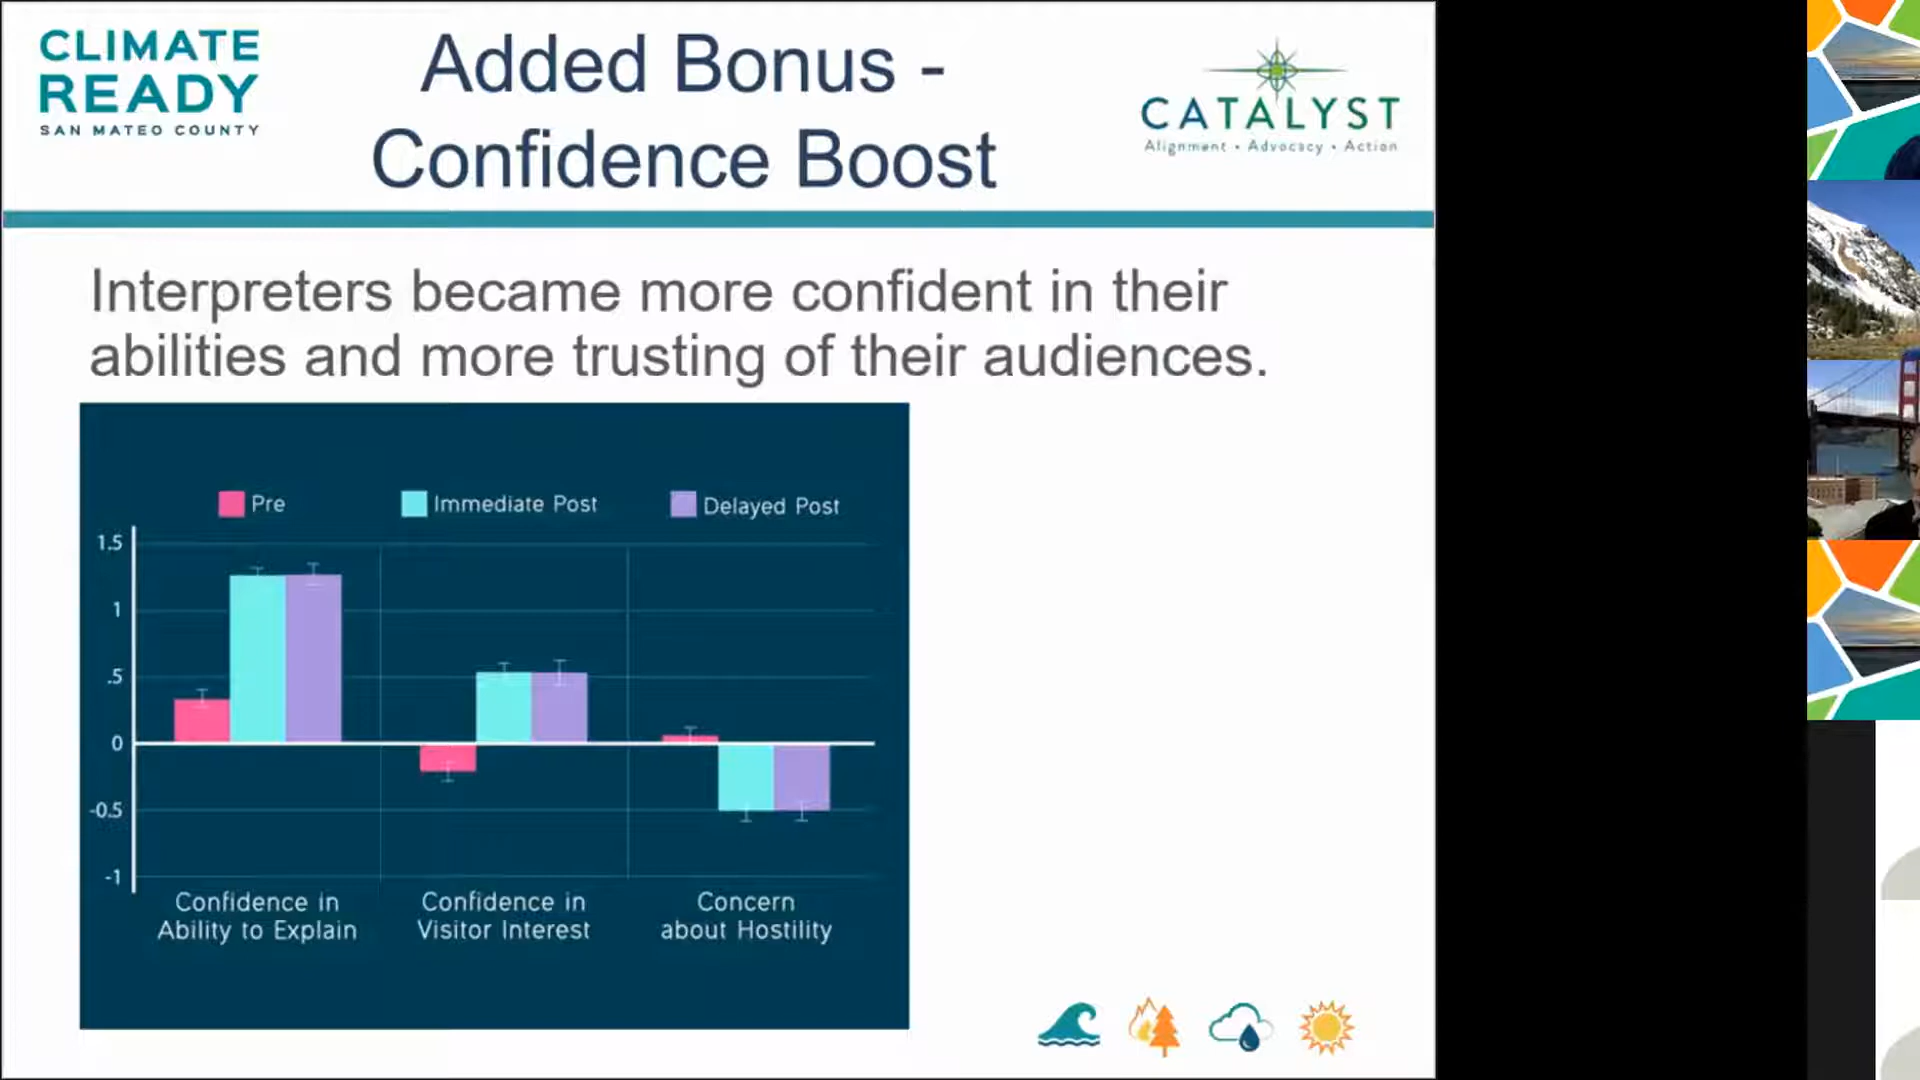 CLIMATE
READY
SAN MATEO COUNTY
Added Bonus -
Confidence Boost
CATALYST
Alignment • Advocacy • Action
Interpreters became more confident in their
abilities and more trusting of their audiences.
Pre
Immediate Post
Delayed Post
1.5
1
.5
0
-0.5
-1
Confidence in
Ability to Explain
Confidence in
Visitor Interest
Concern
about Hostility